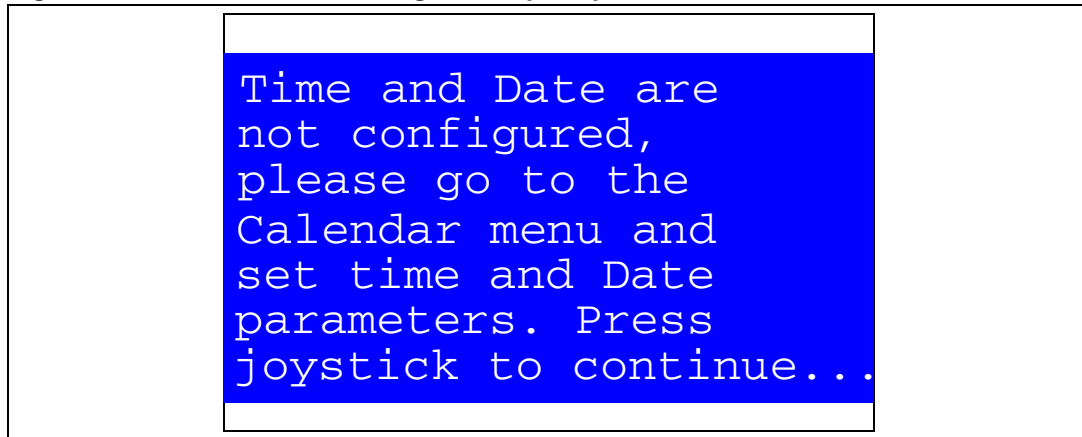 Time and Date are
not configured,
please go to the
Calendar menu and
set time and Date
parameters. Press
joystick to continue...